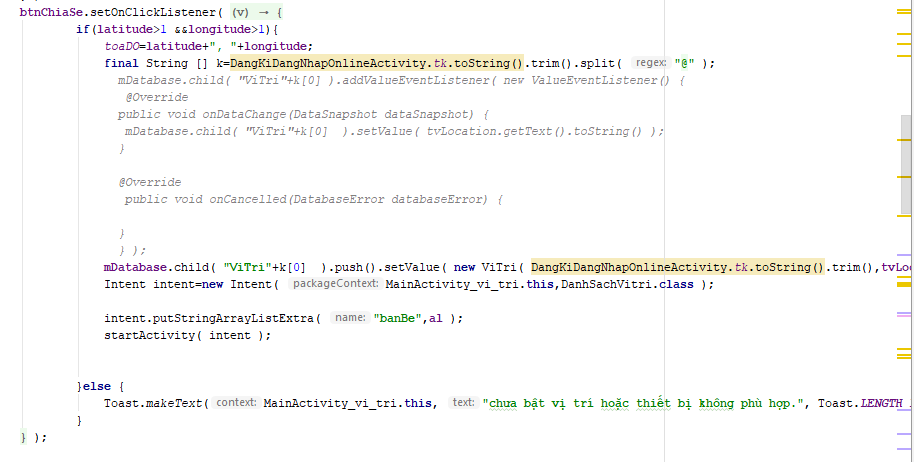 btnChiaSe.setOnClickListener( (v) → {
if(latitude>1 &&longitude>1){
toaDO=latitude+", "+longitude;
final String [] k=DangKiDangNhapOnlineActivity.tk.toString().trim().split( regex: "@" );
mDatabase.child( "ViTri"+k[0] ).addValueEventListener( new ValueEventListener() {
@Override
public void onDataChange(DataSnapshot dataSnapshot) {
mDatabase.child( "ViTri"+k[0]  ).setValue( tvLocation.getText().toString() );
}
@Override
public void onCancelled(DatabaseError databaseError) {
}
} );
mDatabase.child( "ViTri"+k[0]  ).push().setValue( new ViTri( DangKiDangNhapOnlineActivity.tk.toString().trim(),tvLoc
Intent intent=new Intent( packageContext: MainActivity_vi_tri.this,DanhSachVitri.class );
intent.putStringArrayListExtra( name: "banBe",al );
startActivity( intent );
}else {
Toast.makeText( context: MainActivity_vi_tri.this, text: "chưa bật vị trí hoặc thiết bị không phù hợp.", Toast.LENGTH
}
} );